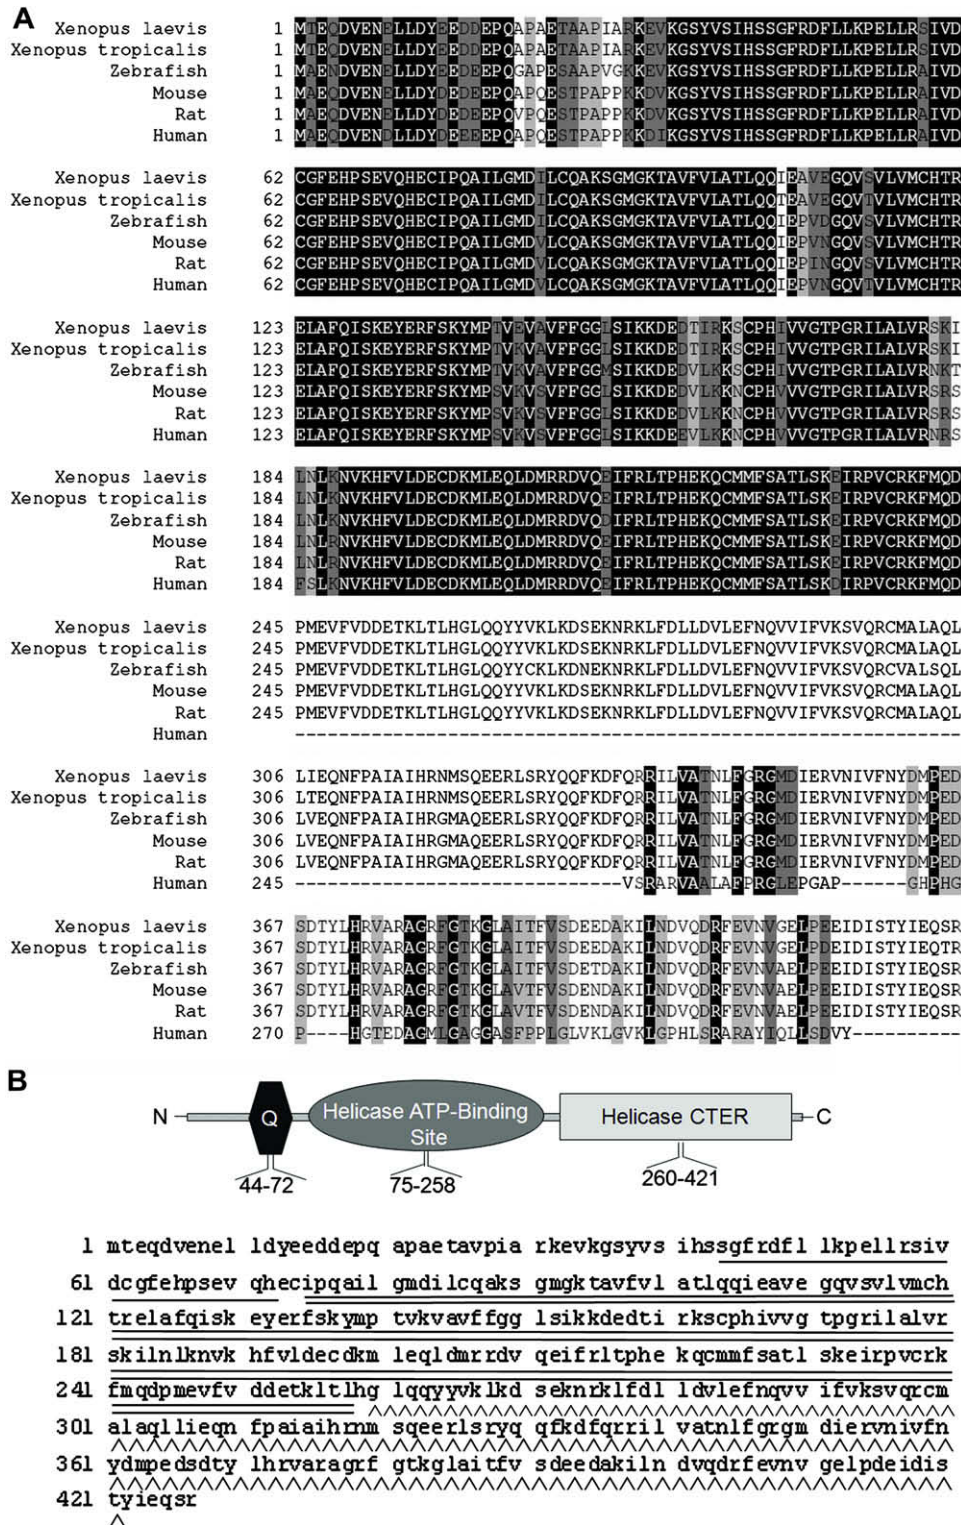 A
Xenopus laevis 1 MTEQDVENELLDYEEDDEPQAPAETAAPIARKEVKGSYVSIHSSGFRDFLLKPELLRSIVD
Xenopus tropicalis 1 MTEQDVENELLDYEEDDEPQAPAETAAPIARKEVKGSYVSIHSSGFRDFLLKPELLRSIVD
Zebrafish 1 MAENDVENELLDYEEDEEPQGAPESAAPVGKKEVKGSYVSIHSSGFRDFLLKPELLRAIVD
Mouse 1 MAEQDVENELLDYDEDEEPQAPQESTPAPPKKDVKGSYVSIHSSGFRDFLLKPELLRAIVD
Rat 1 MAEQDVENELLDYDEDEEPQVPQESTPAPPKKDVKGSYVSIHSSGFRDFLLKPELLRAIVD
Human 1 MAEQDVENDLLDYDEEEEPQAPQESTPAPPKKDIKGSYVSIHSSGFRDFLLKPELLRAIVD
Xenopus laevis 62 CGFEHPSEVQHECIPQAILGMDILCQAKSGMGKTAVFVLATLQQIEAVEGQVSVLVMCHTR
Xenopus tropicalis 62 CGFEHPSEVQHECIPQAILGMDILCQAKSGMGKTAVFVLATLQQTEAVEGQVTVLVMCHTR
Zebrafish 62 CGFEHPSEVQHECIPQAILGMDILCQAKSGMGKTAVFVLATLQQIEPVDGQVSVLVMCHTR
Mouse 62 CGFEHPSEVQHECIPQAILGMDVLCQAKSGMGKTAVFVLATLQQIEPVNGQVSVLVMCHTR
Rat 62 CGFEHPSEVQHECIPQAILGMDVLCQAKSGMGKTAVFVLATLQQIEPINGQVSVLVMCHTR
Human 62 CGFEHPSEVQHECIPQAILGMDVLCQAKSGMGKTAVFVLATLQQIEPVNGQVTVLVMCHTR
Xenopus laevis 123 ELAFQISKEYERFSKYMPTVKVAVFFGGLSIKKDEDTIRKSCPHIVVGTPGRILALVRSKI
Xenopus tropicalis 123 ELAFQISKEYERFSKYMPTVKVAVFFGGLSIKKDEDTIRKSCPHIVVGTPGRILALVRSKI
Zebrafish 123 ELAFQISKEYERFSKYMPTVKVAVFFGGMSIKKDEDVLKKSCPHIVVGTPGRILALVRNKT
Mouse 123 ELAFQISKEYERFSKYMPSVKVSVFFGGLSIKKDEDVLKKNCPHVVVGTPGRILALVRSRS
Rat 123 ELAFQISKEYERFSKYMPSVKVSVFFGGLSIKKDEDVLKKNCPHVVVGTPGRILALVRSRS
Human 123 ELAFQISKEYERFSKYMPSVKVSVFFGGLSIKKDEEVLKKNCPHVVVGTPGRILALVRNRS
Xenopus laevis 184 LNLKNVKHFVLDECDKMLEQLDMRRDVQEIFRLTPHEKQCMMFSATLSKEIRPVCRKFMQD
Xenopus tropicalis 184 LNLKNVKHFVLDECDKMLEQLDMRRDVQEIFRLTPHEKQCMMFSATLSKEIRPVCRKFMQD
Zebrafish 184 LNLKNVKHFVLDECDKMLEQLDMRRDVQDIFRLTPHEKQCMMFSATLSKEIRPVCRKFMQD
Mouse 184 LNLRNVKHFVLDECDKMLEQLDMRRDVQEIFRLTPHEKQCMMFSATLSKDIRPVCRKFMQD
Rat 184 LNLRNVKHFVLDECDKMLEQLDMRRDVQEIFRLTPHEKQCMMFSATLSKDIRPVCRKFMQD
Human 184 FSLKNVKHFVLDECDKMLEQLDMRRDVQEIFRLTPHEKQCMMFSATLSKDIRPVCRKFMQD
Xenopus laevis 245 PMEVFVDDETKLTLHGLQQYYVKLKDSEKNRKLFDLLDVLEFNQVVIFVKSVQRCMALAQL
Xenopus tropicalis 245 PMEVFVDDETKLTLHGLQQYYVKLKDSEKNRKLFDLLDVLEFNQVVIFVKSVQRCMALAQL
Zebrafish 245 PMEVFVDDETKLTLHGLQQYYCKLKDNEKNRKLFDLLDVLEFNQVVIFVKSVQRCVALSQL
Mouse 245 PMEVFVDDETKLTLHGLQQYYVKLKDSEKNRKLFDLLDVLEFNQVVIFVKSVQRCMALAQL
Rat 245 PMEVFVDDETKLTLHGLQQYYVKLKDSEKNRKLFDLLDVLEFNQVVIFVKSVQRCMALAQL
Human -------------------------------------------------------------
Xenopus laevis 306 LIEQNFPAIAIHRNMSQEERLSRYQQFKDFQRRILVATNLFGRGMDIERVNIVFNYDMPED
Xenopus tropicalis 306 LTEQNFPAIAIHRNMSQEERLSRYQQFKDFQRRILVATNLFGRGMDIERVNIVFNYDMPED
Zebrafish 306 LVEQNFPAIAIHRGMAQEERLSRYQQFKDFQRRILVATNLFGRGMDIERVNIVFNYDMPED
Mouse 306 LVEQNFPAIAIHRGMAQEERLSRYQQFKDFQRRILVATNLFGRGMDIERVNIVFNYDMPED
Rat 306 LVEQNFPAIAIHRGMAQEERLSRYQQFKDFQRRILVATNLFGRGMDIERVNIVFNYDMPED
Human 245 ------------------------------VSRARVAALAFPRGLEPGAP------GHPHG
Xenopus laevis 367 SDTYLHRVARAGRFGTKGLAITFVSDEEDAKILNDVQDRFEVNVGELPEEIDISTYIEQSR
Xenopus tropicalis 367 SDTYLHRVARAGRFGTKGLAITFVSDEEDAKILNDVQDRFEVNVGELPDEIDISTYIEQTR
Zebrafish 367 SDTYLHRVARAGRFGTKGLAITFVSDETDAKILNDVQDRFEVNVAELPEEIDISTYIEQSR
Mouse 367 SDTYLHRVARAGRFGTKGLAVTFVSDENDAKILNDVQDRFEVNVAELPEEIDISTYIEQSR
Rat 367 SDTYLHRVARAGRFGTKGLAVTFVSDENDAKILNDVQDRFEVNVAELPEEIDISTYIEQSR
Human 270 P----HGTEDAGMLGAGGASFPPLGLVKLGVKLGPHLSRARAYIQLLSDVY----------
B
N Q Helicase ATP-Binding Site Helicase CTER C
44-72 75-258 260-421
1 mteqdvenel ldyeeddepq apaetavpia rkevkgsyvs ihssgfrdfl lkpellrsiv
61 dcgfehpsev qhecipqail gmdilcqaks gmgktavfvl atlqqieave gqvsvlvmch
121 trelafqisk eyerfskymp tvkvavffgg lsikkdedti rkscphivvg tpgrilalvr
181 skilnlknvk hfvldecdkm leqldmrrdv qeifrltphe kqcmmfsatl skeirpvcrk
241 fmqdpmevfv ddetkltlhg lqqyyvklkd seknrklfdl ldvlefnqvv ifvksvqrcm
301 alaqllieqn fpaiaihrnm sqeerlsryq qfkdfqrril vatnlfgrgm diervnivfn
361 ydmpedsdty lhrvaragrf gtkglaitfv sdeedakiln dvqdrfevnv gelpdeidis
421 tyieqsr